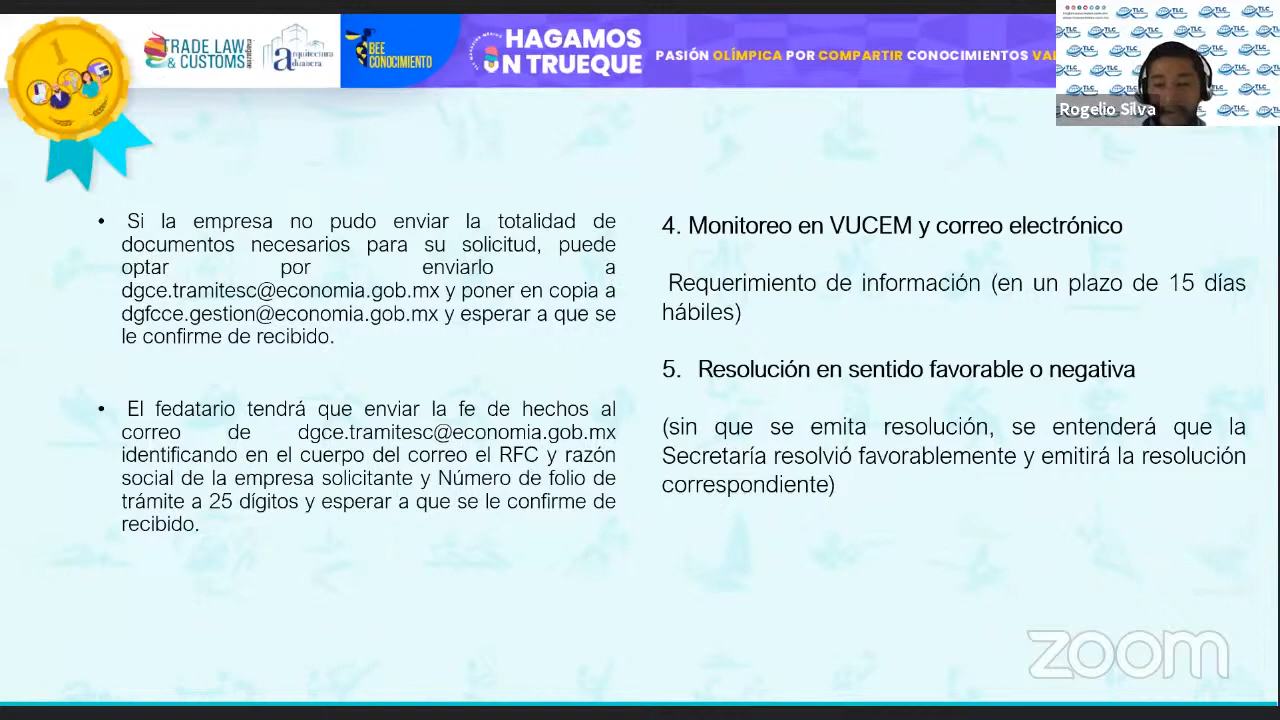 TRADE LAW
& CUSTOMS
magazine
arquitectura
aduanera
BEE
CONOCIMIENTO
HAGAMOS
UN TRUEQUE
PASIÓN OLÍMPICA POR COMPARTIR CONOCIMIENTOS VA
TLC
Rogelio Silva
• Si la empresa no pudo enviar la totalidad de
documentos necesarios para su solicitud, puede
optar por enviarlo a
dgce.tramitesc@economia.gob.mx y poner en copia a
dgfcce.gestion@economia.gob.mx y esperar a que se
le confirme de recibido.
• El fedatario tendrá que enviar la fe de hechos al
correo de dgce.tramitesc@economia.gob.mx
identificando en el cuerpo del correo el RFC y razón
social de la empresa solicitante y Número de folio de
trámite a 25 dígitos y esperar a que se le confirme de
recibido.
4. Monitoreo en VUCEM y correo electrónico
Requerimiento de información (en un plazo de 15 días
hábiles)
5. Resolución en sentido favorable o negativa
(sin que se emita resolución, se entenderá que la
Secretaría resolvió favorablemente y emitirá la resolución
correspondiente)
zoom